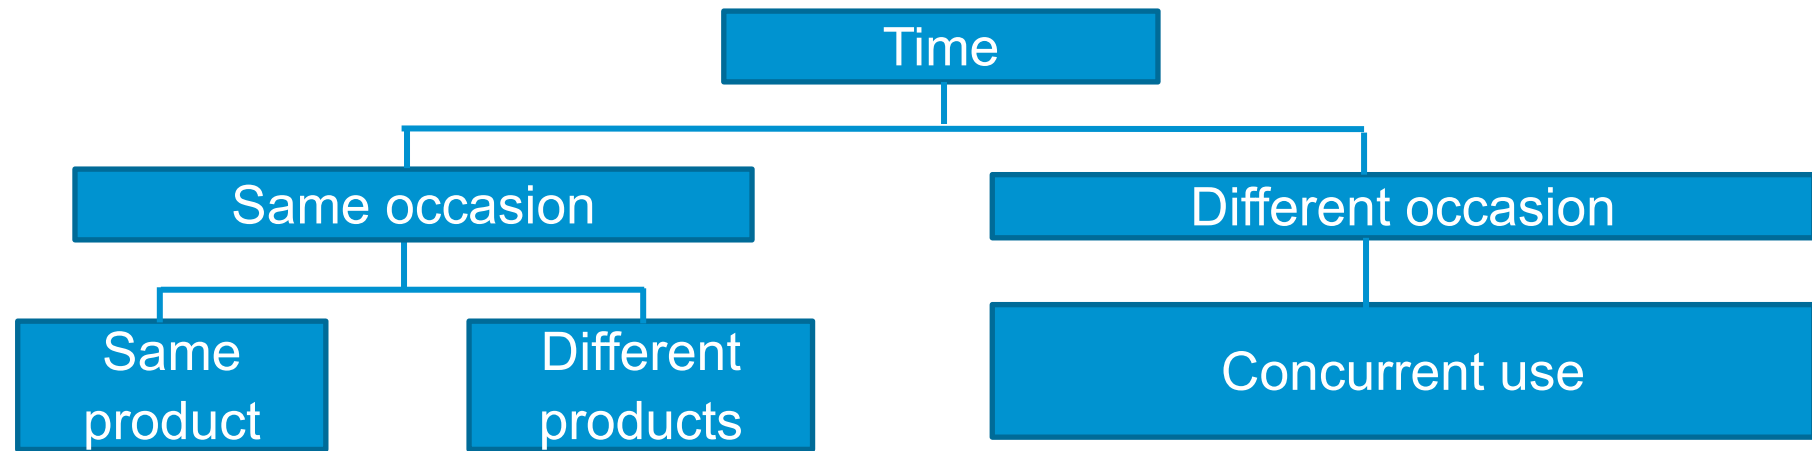 Time
Same occasion
Different occasion
Same
product
Different
products
Concurrent use